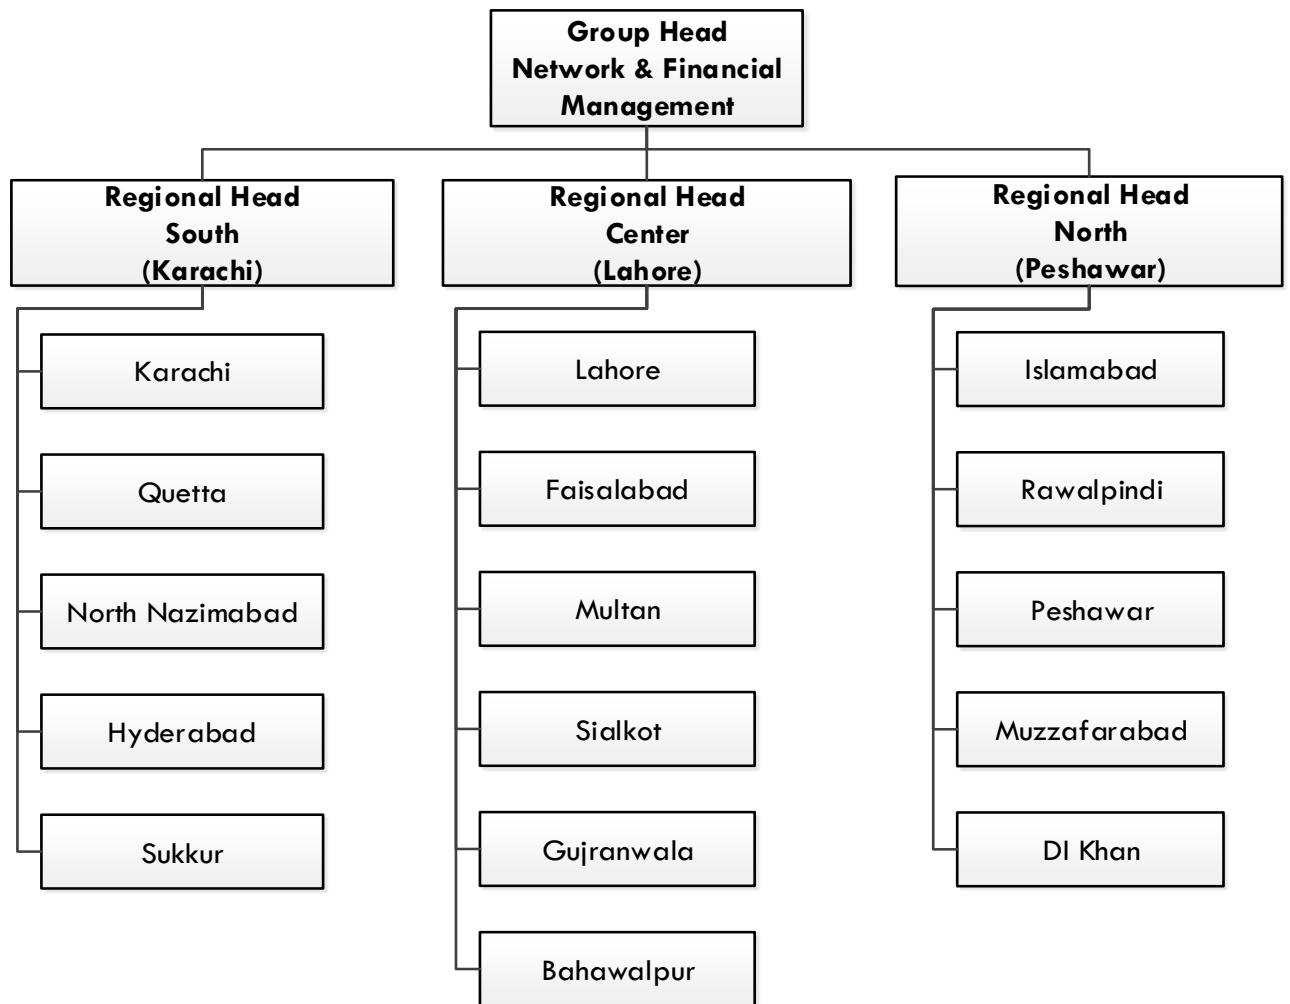 Group Head
Network & Financial
Management
Regional Head
South
(Karachi)
Karachi
Quetta
North Nazimabad
Hyderabad
Sukkur
Regional Head
Center
(Lahore)
Lahore
Faisalabad
Multan
Sialkot
Gujranwala
Bahawalpur
Regional Head
North
(Peshawar)
Islamabad
Rawalpindi
Peshawar
Muzzafarabad
DI Khan